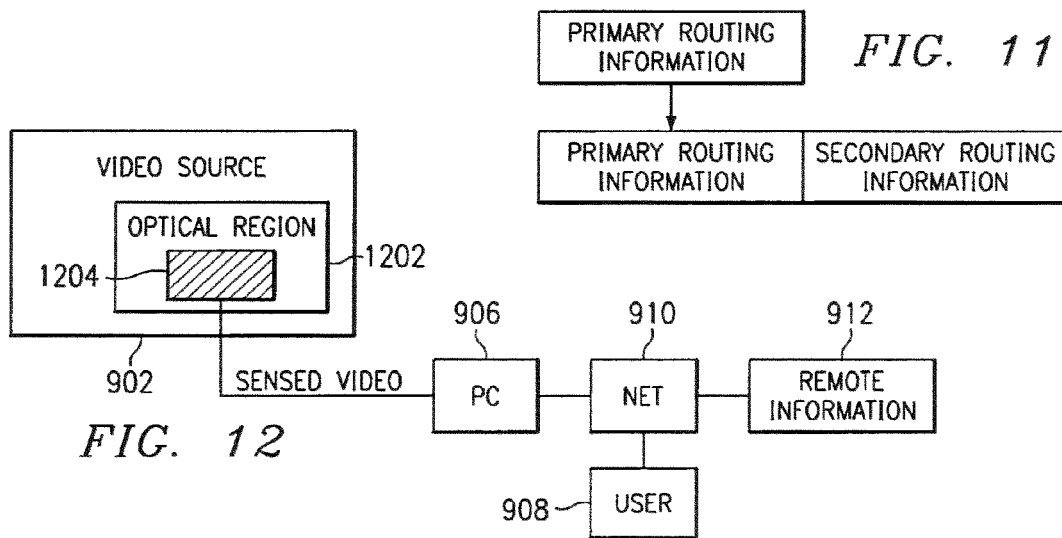 PRIMARY ROUTING
INFORMATION
FIG. 11
PRIMARY ROUTING
INFORMATION
SECONDARY ROUTING
INFORMATION
VIDEO SOURCE
OPTICAL REGION
1204
1202
902
SENSED VIDEO
906
PC
910
NET
912
REMOTE
INFORMATION
908
USER
FIG. 12